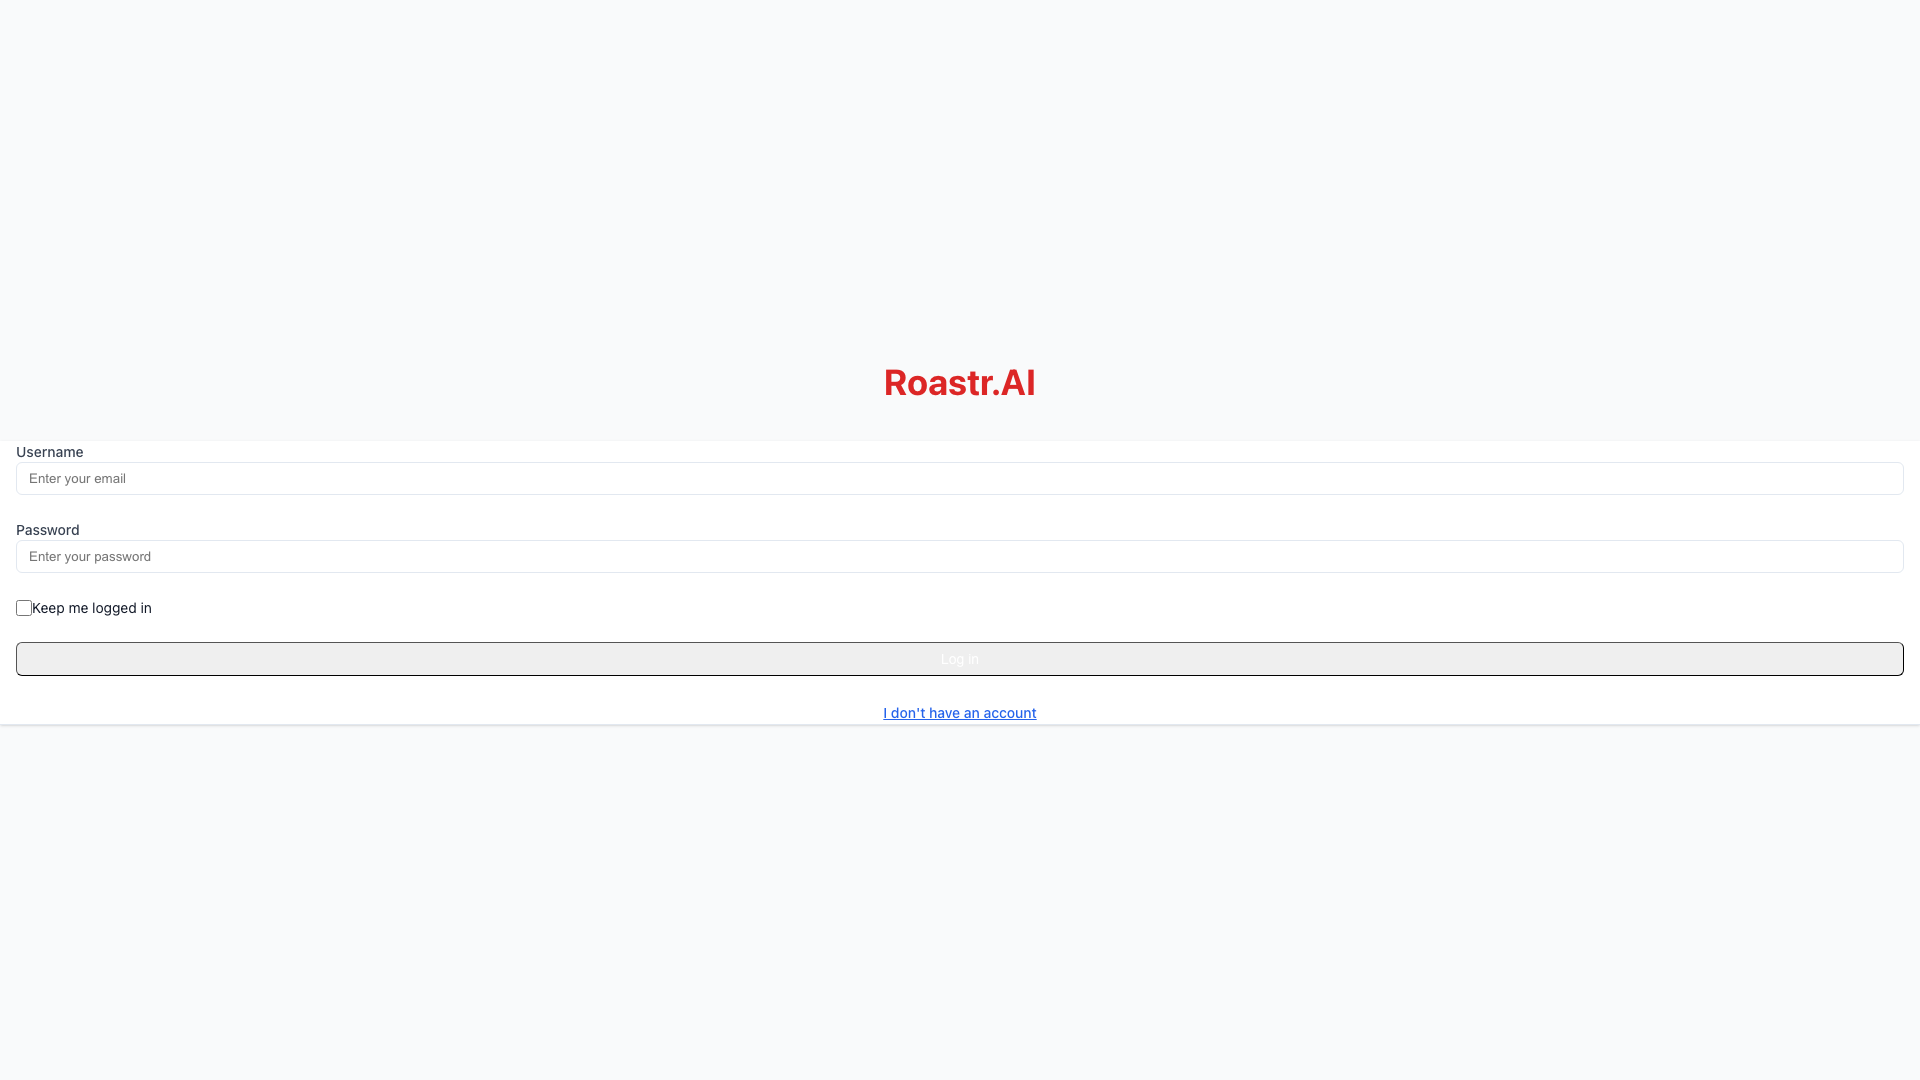 Roastr.AI
Username
Enter your email
Password
Enter your password
Keep me logged in
Log in
I don't have an account